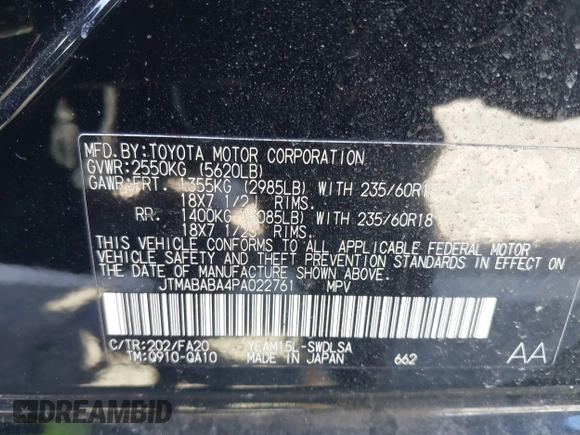 MFD.BY:TOYOTA MOTOR CORPORATION
GVWR:2550KG (5620LB)
GAWR:FRT. 1355KG (2985LB) WITH 235/60R18
18X7 1/2J RIMS.
RR. 1400KG (3085LB) WITH 235/60R18
18X7 1/2J RIMS.
THIS VEHICLE CONFORMS TO ALL APPLICABLE FEDERAL MOTOR
VEHICLE SAFETY AND THEFT PREVENTION STANDARDS IN
EFFECT ON THE DATE OF MANUFACTURE SHOWN ABOVE.
JTMABABA4PA022761 MPV
C/TR:202/FA20 YEAM15L-SWDLSA
TM:Q910-QA10 MADE IN JAPAN 662 AA
DREAMBID